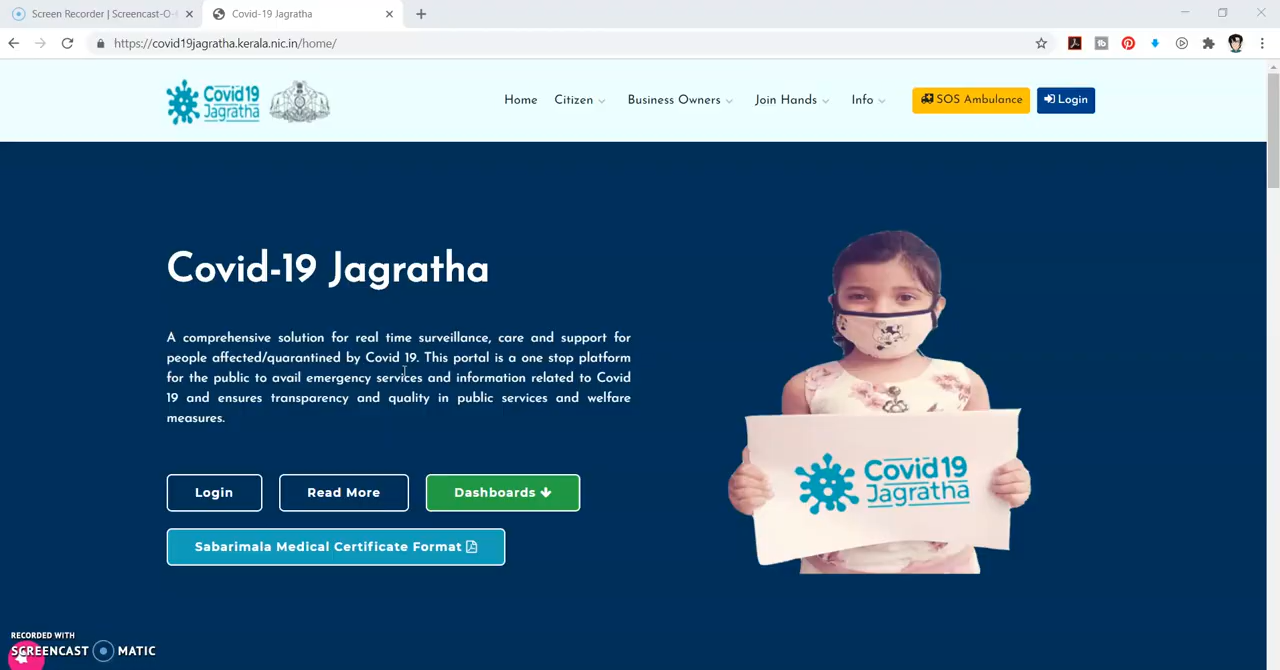 Screen Recorder | Screencast-O-
Covid-19 Jagratha
https://covid19jagratha.kerala.nic.in/home/
Covid 19
Jagratha
Home
Citizen
Business Owners
Join Hands
Info
SOS Ambulance
Login
Covid-19 Jagratha
A comprehensive solution for real time surveillance, care and support for
people affected/quarantined by Covid 19. This portal is a one stop platform
for the public to avail emergency services and information related to Covid
19 and ensures transparency and quality in public services and welfare
measures.
Login
Read More
Dashboards
Sabarimala Medical Certificate Format
Covid 19
Jagratha
RECORDED WITH
SCREENCAST MATIC